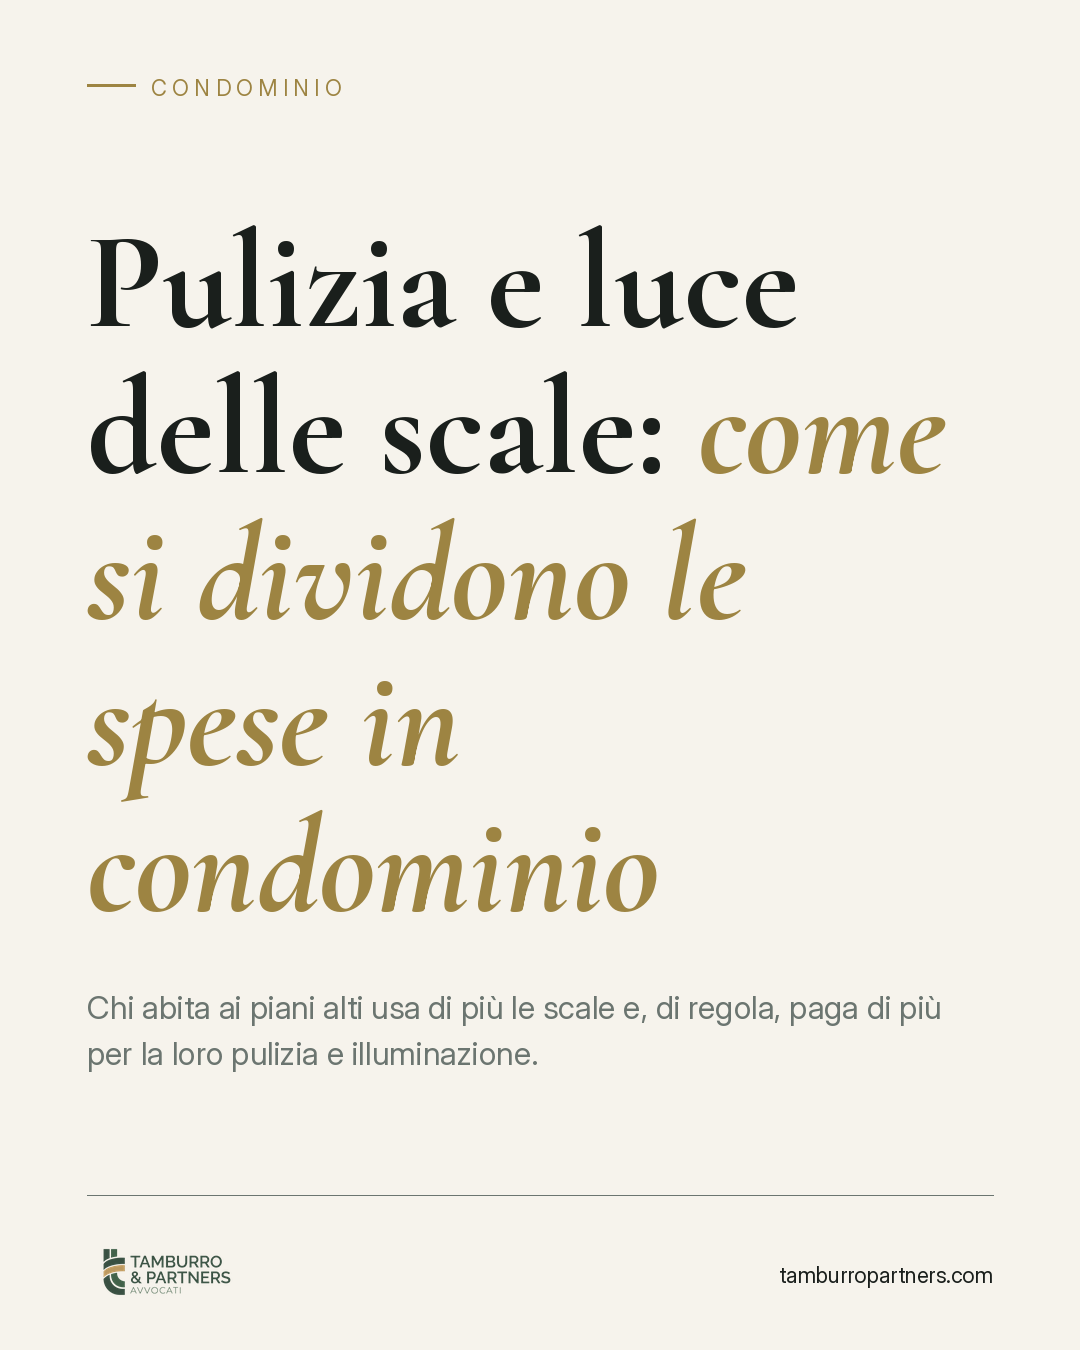 CONDOMINIO
Pulizia e luce
delle scale: come
si dividono le
spese in
condominio
Chi abita ai piani alti usa di più le scale e, di regola, paga di più
per la loro pulizia e illuminazione.
TAMBURRO
& PARTNERS
AVVOCATI
tamburropartners.com